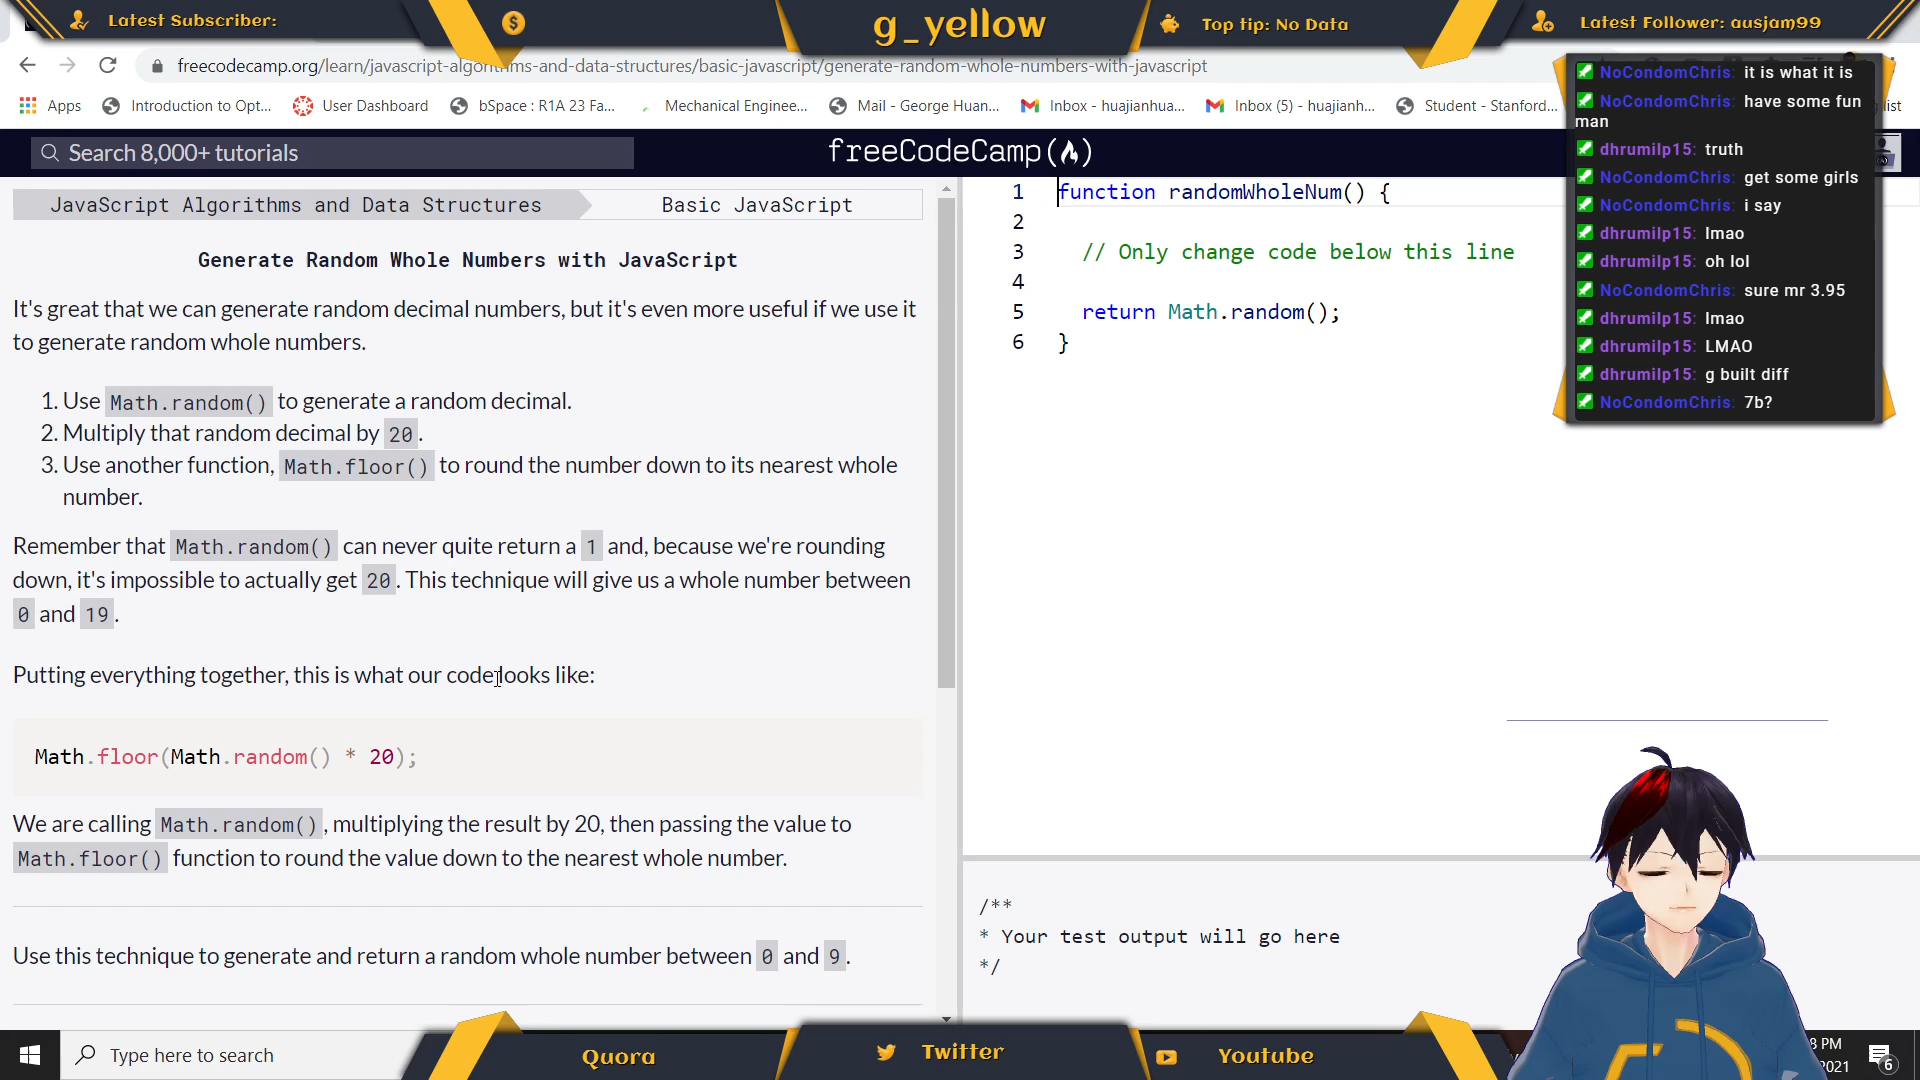 Latest Subscriber:
g_yellow
Top tip: No Data
Latest Follower: ausjam99
freecodecamp.org/learn/javascript-algorithms-and-data-structures/basic-javascript/generate-random-whole-numbers-with-javascript
Apps
Introduction to Opt...
User Dashboard
bSpace : R1A 23 Fa...
Mechanical Enginee...
Mail - George Huan...
Inbox - huajianhua...
Inbox (5) - huajianh...
Student - Stanford...
Search 8,000+ tutorials
freeCodeCamp
JavaScript Algorithms and Data Structures
Basic JavaScript
Generate Random Whole Numbers with JavaScript
It's great that we can generate random decimal numbers, but it's even more useful if we use it
to generate random whole numbers.
1. Use Math.random() to generate a random decimal.
2. Multiply that random decimal by 20.
3. Use another function, Math.floor() to round the number down to its nearest whole
number.
Remember that Math.random() can never quite return a 1 and, because we're rounding
down, it's impossible to actually get 20. This technique will give us a whole number between
0 and 19.
Putting everything together, this is what our code looks like:
Math.floor(Math.random() * 20);
We are calling Math.random(), multiplying the result by 20, then passing the value to
Math.floor() function to round the value down to the nearest whole number.
Use this technique to generate and return a random whole number between 0 and 9.
1 function randomWholeNum() {
2
3 // Only change code below this line
4
5 return Math.random();
6 }
/**
* Your test output will go here
*/
NoCondomChris: it is what it is
NoCondomChris: have some fun
man
dhrumilp15: truth
NoCondomChris: get some girls
NoCondomChris: i say
dhrumilp15: lmao
dhrumilp15: oh lol
NoCondomChris: sure mr 3.95
dhrumilp15: lmao
dhrumilp15: LMAO
dhrumilp15: g built diff
NoCondomChris: 7b?
Type here to search
Quora
Twitter
Youtube
8 PM
2021
6